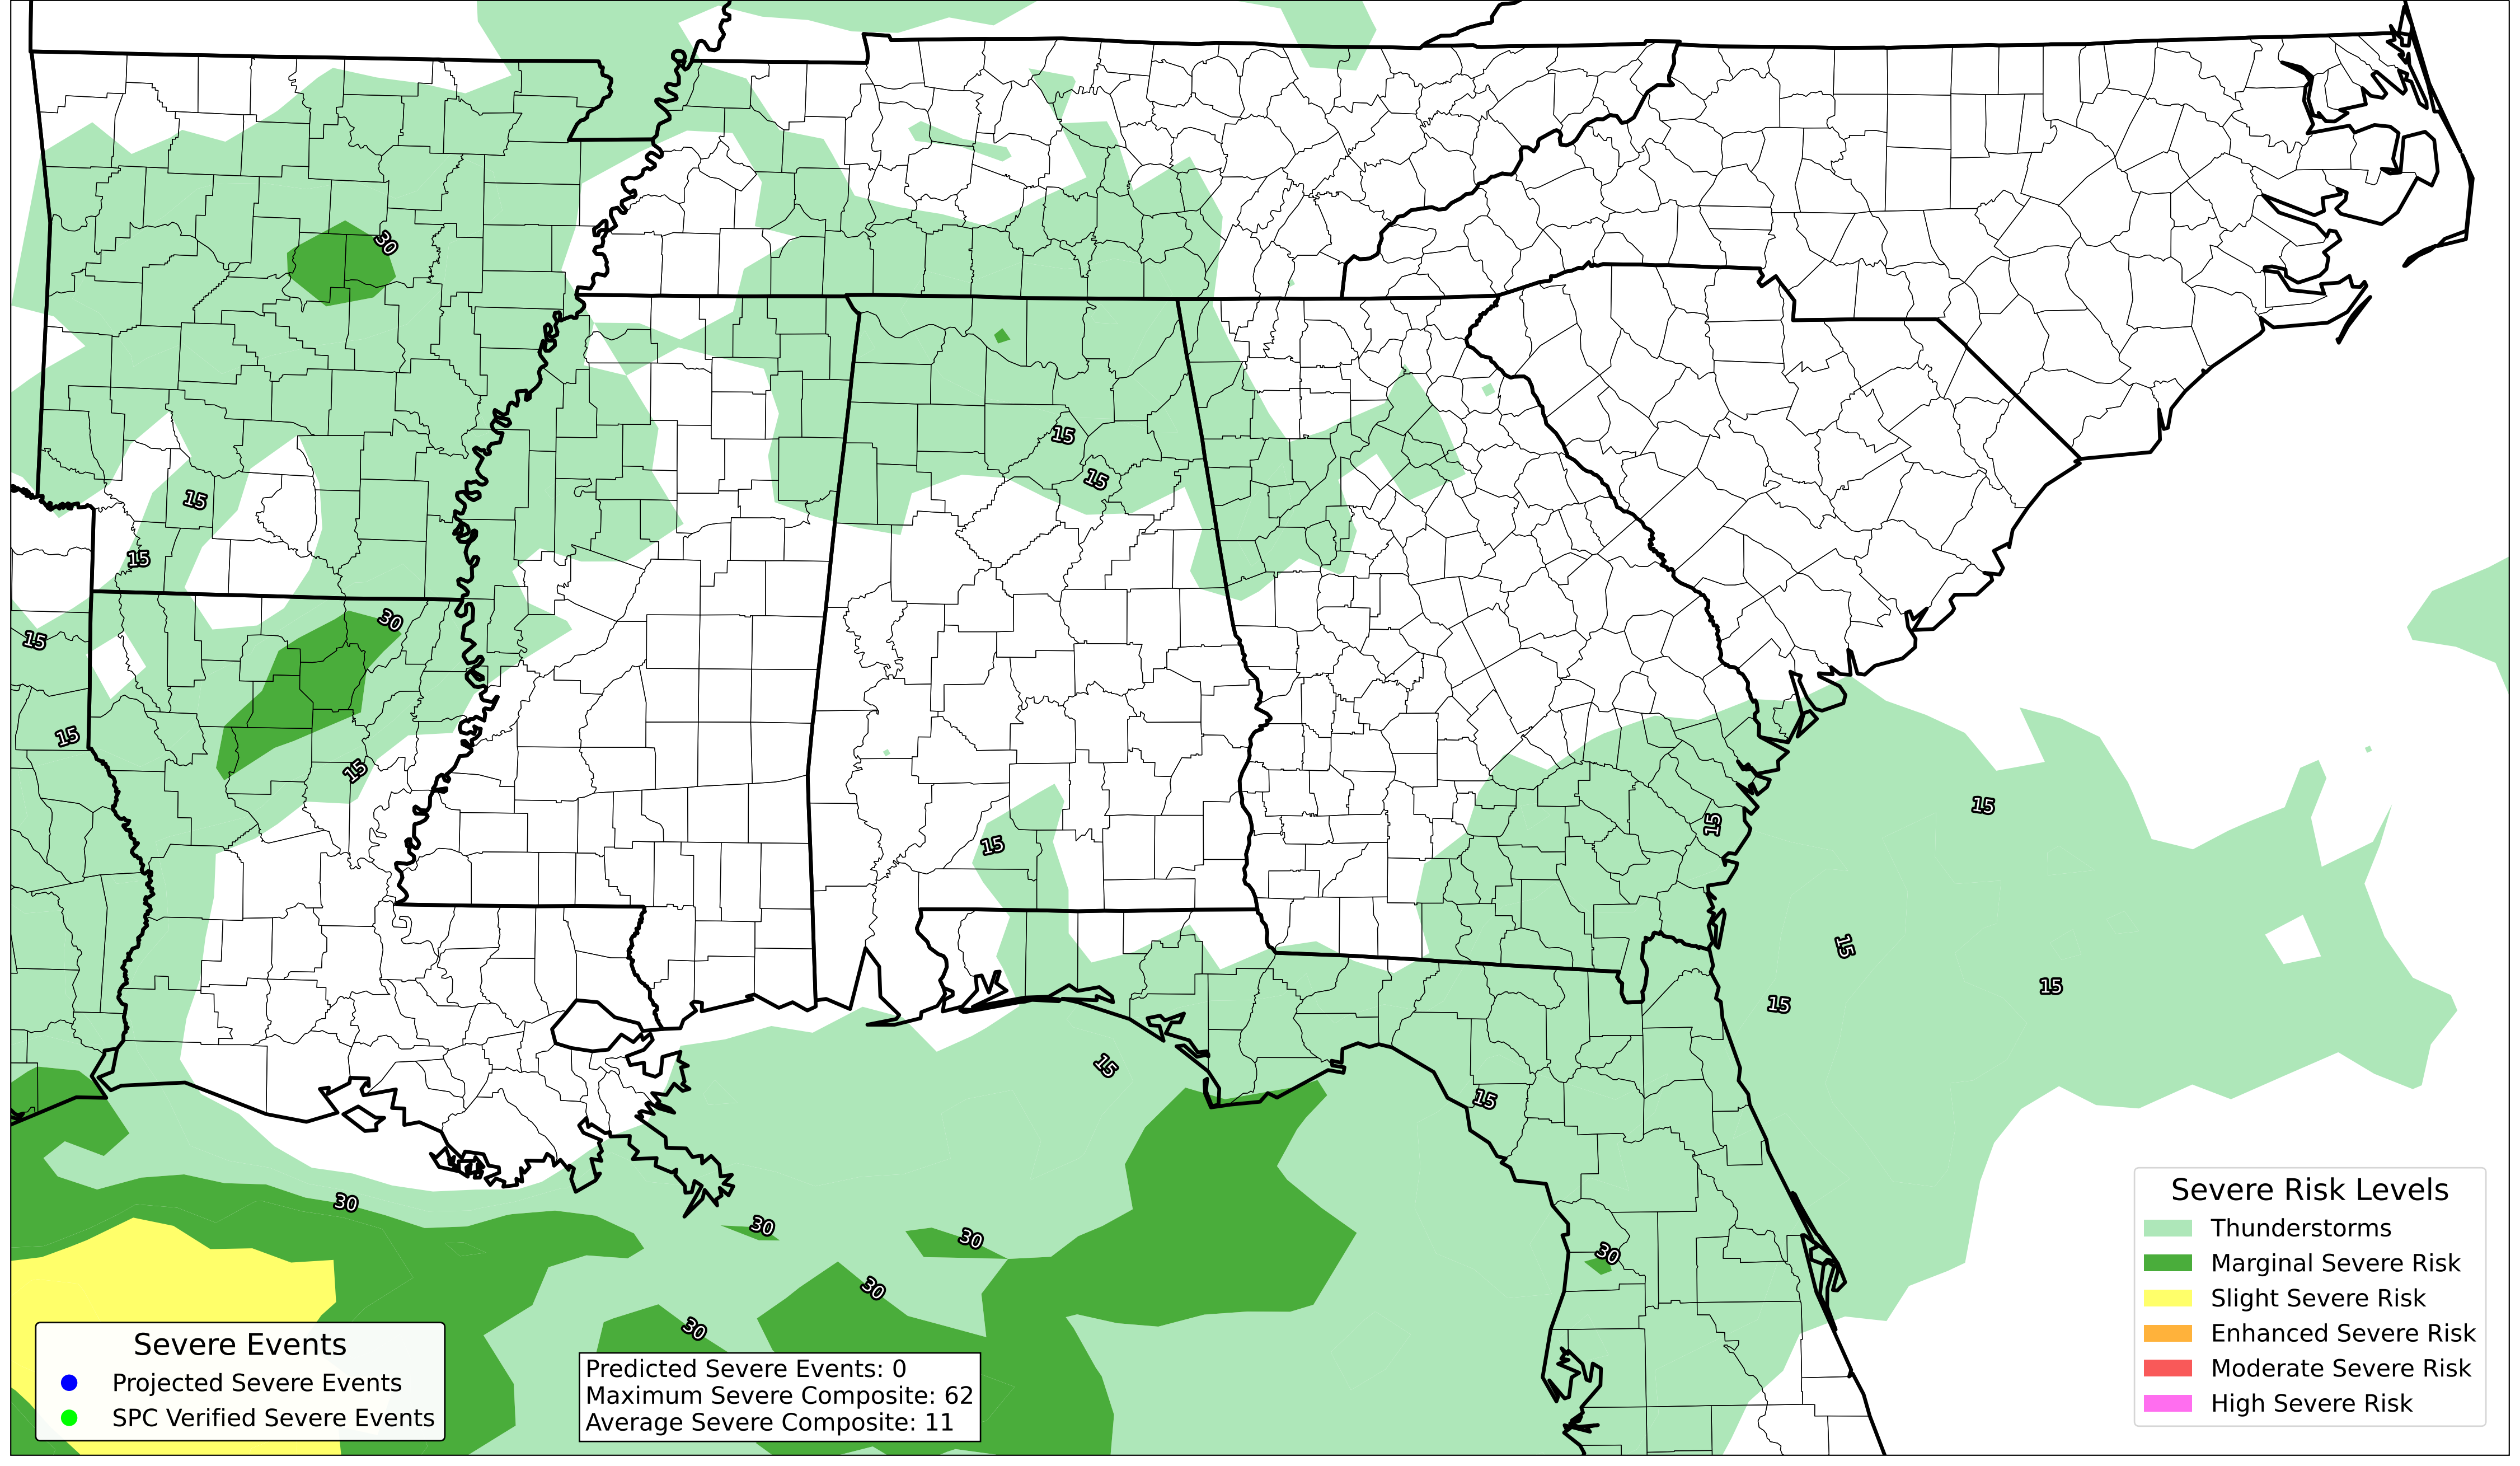 30
15
15
15
15
30
15
15
15
15
15
15
15
15
15
15
15
30
30
30
30
30
30
Severe Events
Projected Severe Events
SPC Verified Severe Events
Predicted Severe Events: 0
Maximum Severe Composite: 62
Average Severe Composite: 11
Severe Risk Levels
Thunderstorms
Marginal Severe Risk
Slight Severe Risk
Enhanced Severe Risk
Moderate Severe Risk
High Severe Risk